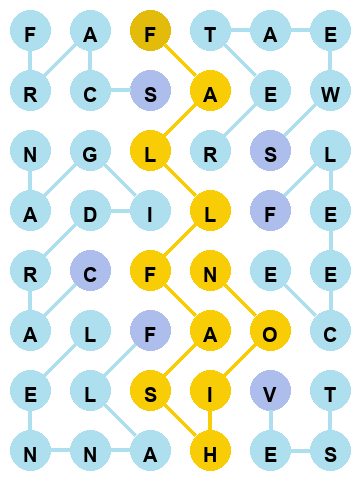 F A F T A E
R C S A E W
N G L R S L
A D I L F E
R C F N E E
A L F A O C
E L S I V T
N N A H E S